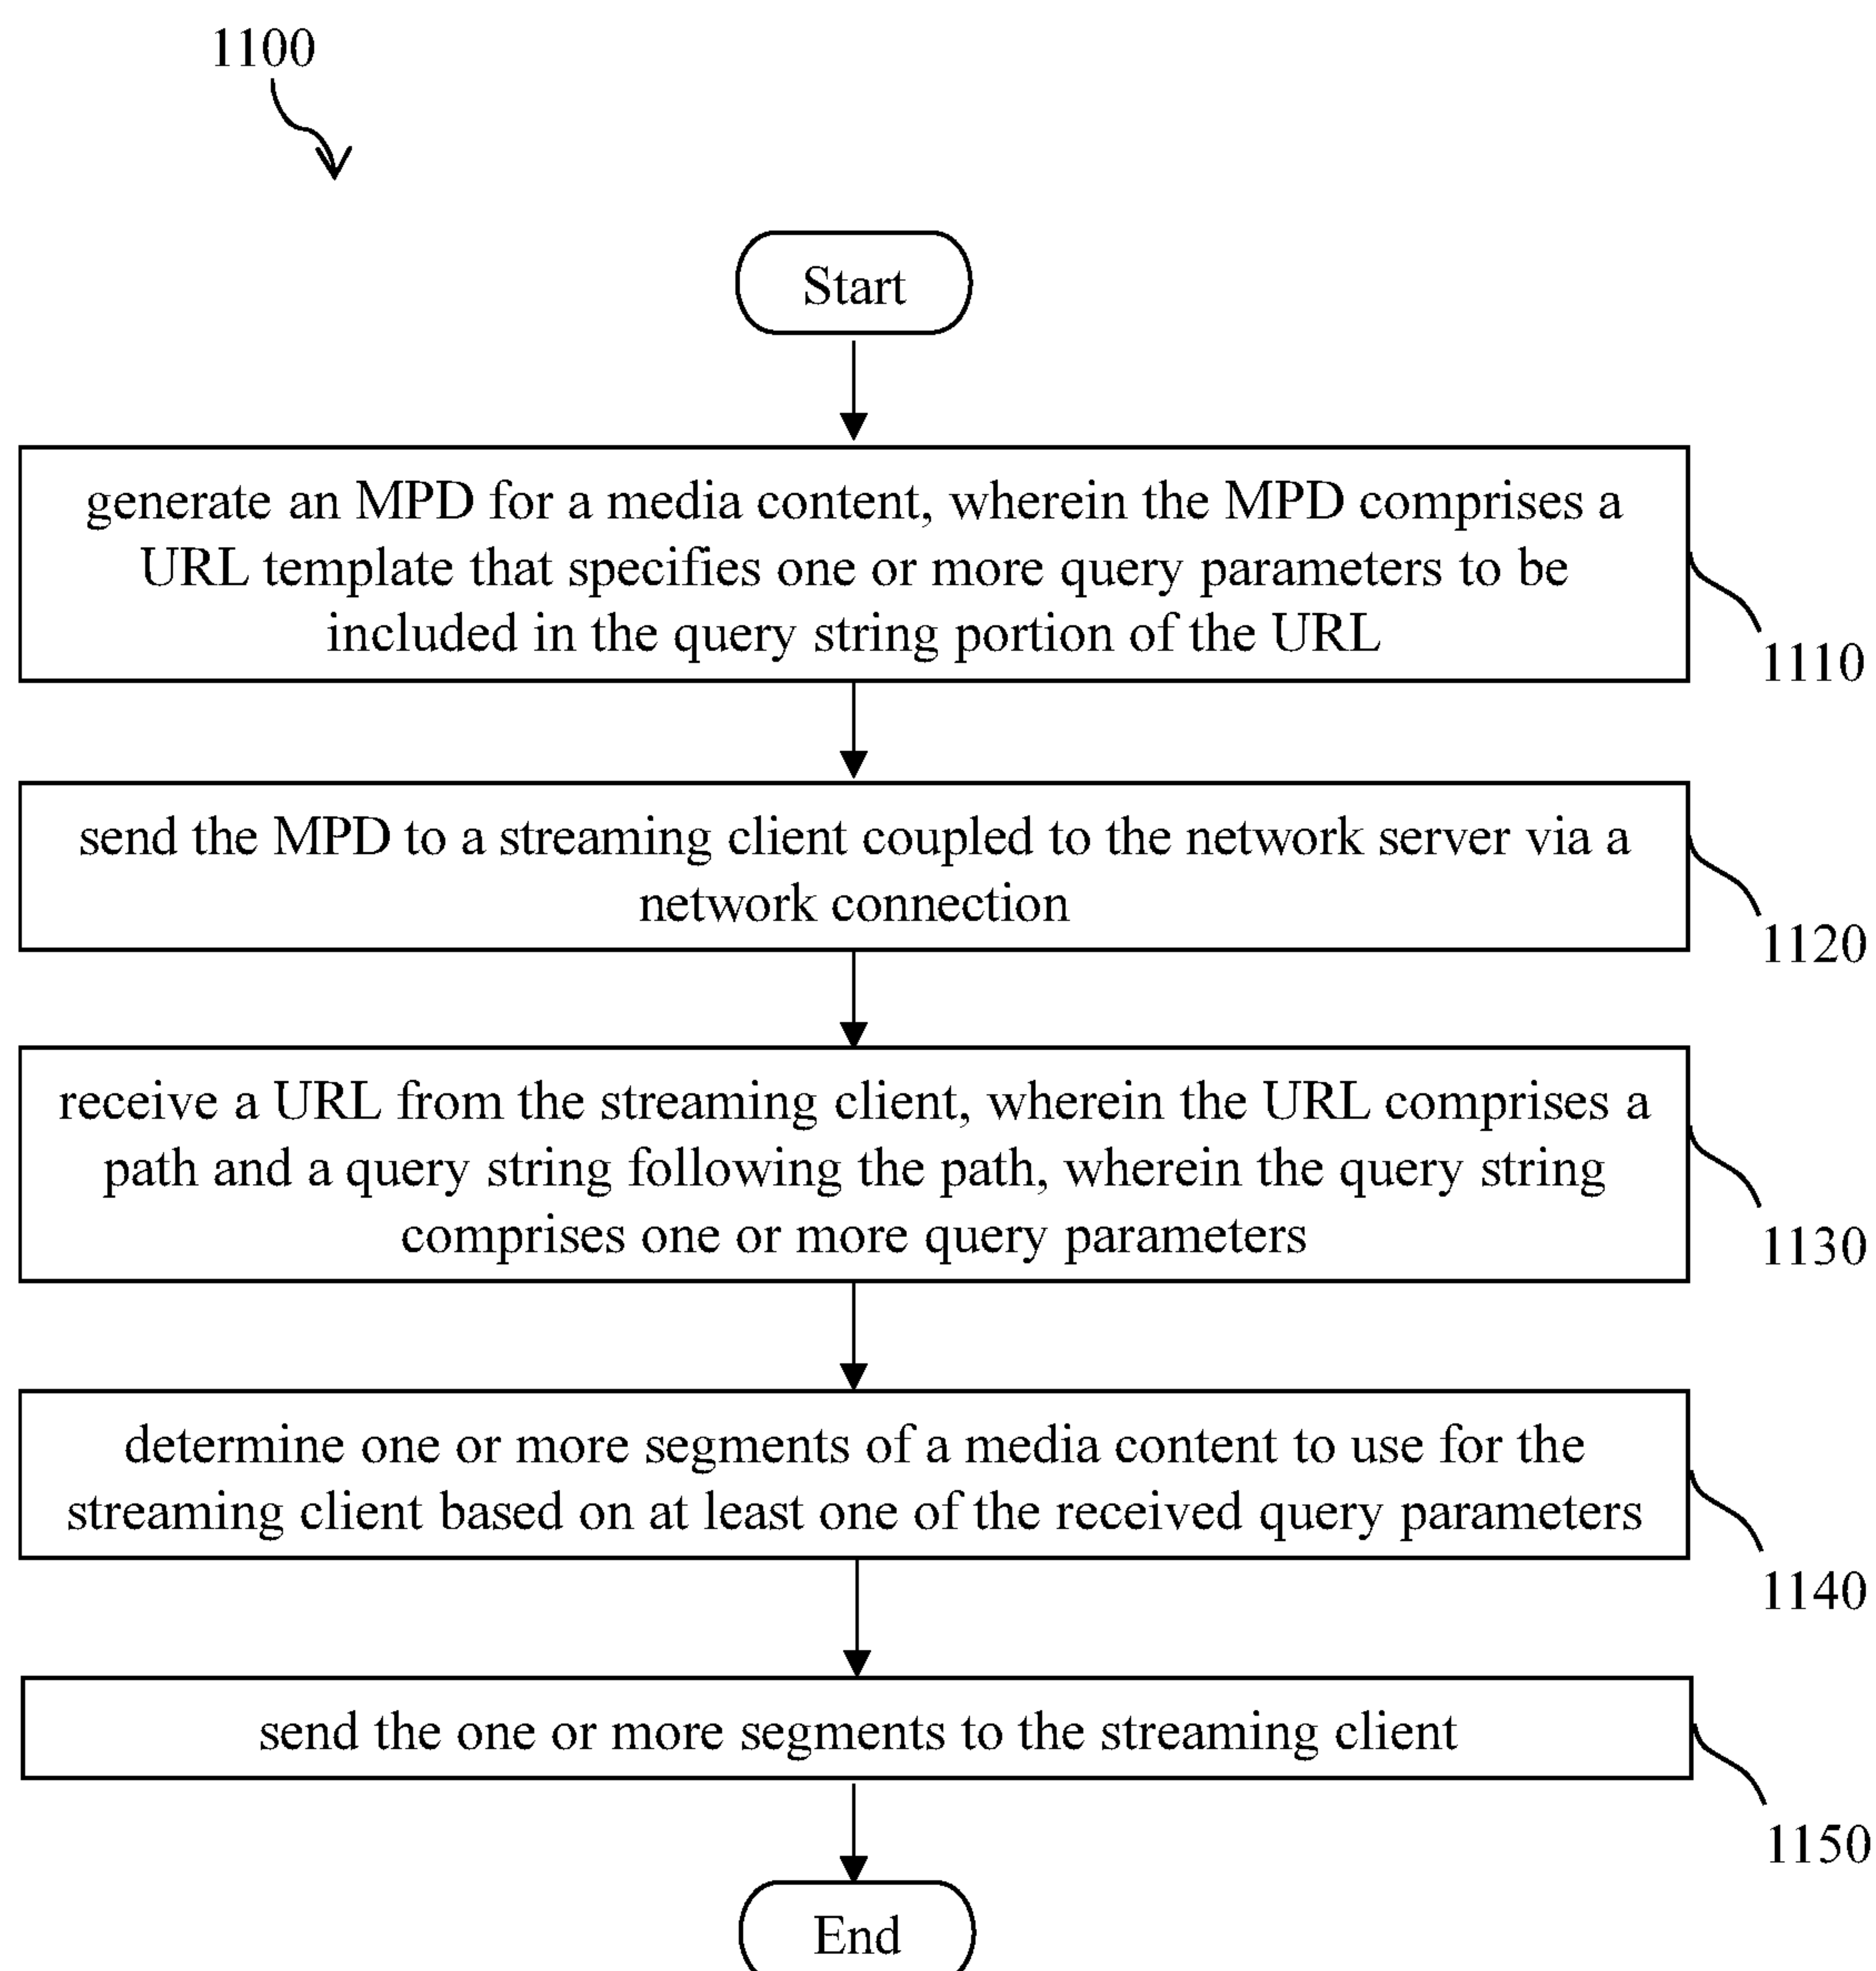 1100
Start
generate an MPD for a media content, wherein the MPD comprises a
URL template that specifies one or more query parameters to be
included in the query string portion of the URL
1110
send the MPD to a streaming client coupled to the network server via a
network connection
1120
receive a URL from the streaming client, wherein the URL comprises a
path and a query string following the path, wherein the query string
comprises one or more query parameters
1130
determine one or more segments of a media content to use for the
streaming client based on at least one of the received query parameters
1140
send the one or more segments to the streaming client
1150
End